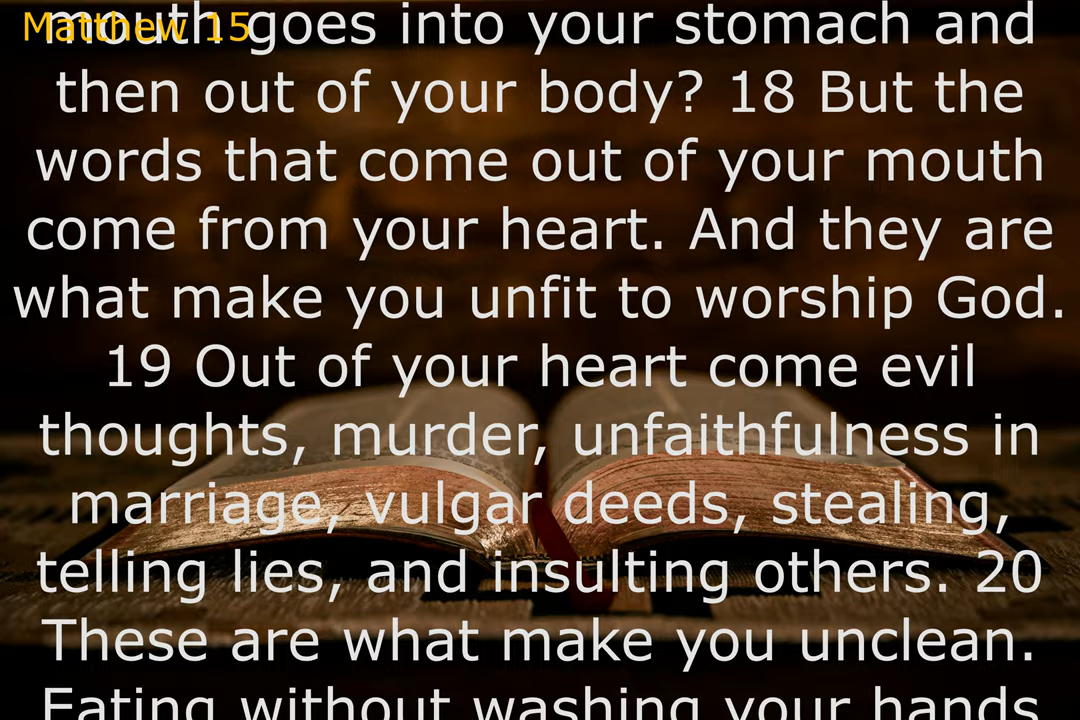 Matthew 15
mouth goes into your stomach and
then out of your body? 18 But the
words that come out of your mouth
come from your heart. And they are
what make you unfit to worship God.
19 Out of your heart come evil
thoughts, murder, unfaithfulness in
marriage, vulgar deeds, stealing,
telling lies, and insulting others. 20
These are what make you unclean.
Eating without washing your hands